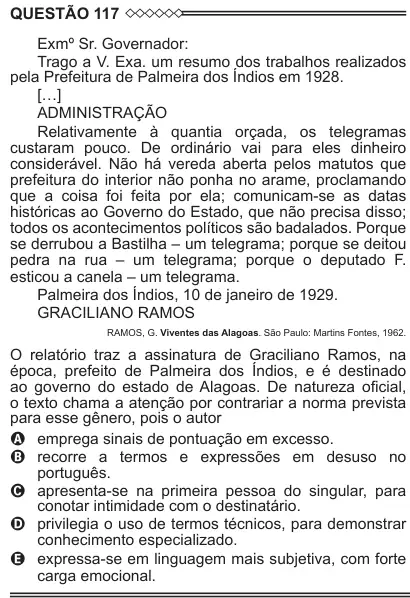 QUESTÃO 117
Exmº Sr. Governador:
Trago a V. Exa. um resumo dos trabalhos realizados
pela Prefeitura de Palmeira dos Índios em 1928.
[…]
ADMINISTRAÇÃO
Relativamente à quantia orçada, os telegramas
custaram pouco. De ordinário vai para eles dinheiro
considerável. Não há vereda aberta pelos matutos que
prefeitura do interior não ponha no arame, proclamando
que a coisa foi feita por ela; comunicam-se as datas
históricas ao Governo do Estado, que não precisa disso;
todos os acontecimentos políticos são badalados. Porque
se derrubou a Bastilha – um telegrama; porque se deitou
pedra na rua – um telegrama; porque o deputado F.
esticou a canela – um telegrama.
Palmeira dos Índios, 10 de janeiro de 1929.
GRACILIANO RAMOS
RAMOS, G. Viventes das Alagoas. São Paulo: Martins Fontes, 1962.
O relatório traz a assinatura de Graciliano Ramos, na
época, prefeito de Palmeira dos Índios, e é destinado
ao governo do estado de Alagoas. De natureza oficial,
o texto chama a atenção por contrariar a norma prevista
para esse gênero, pois o autor
A emprega sinais de pontuação em excesso.
B recorre a termos e expressões em desuso no
português.
C apresenta-se na primeira pessoa do singular, para
conotar intimidade com o destinatário.
D privilegia o uso de termos técnicos, para demonstrar
conhecimento especializado.
E expressa-se em linguagem mais subjetiva, com forte
carga emocional.